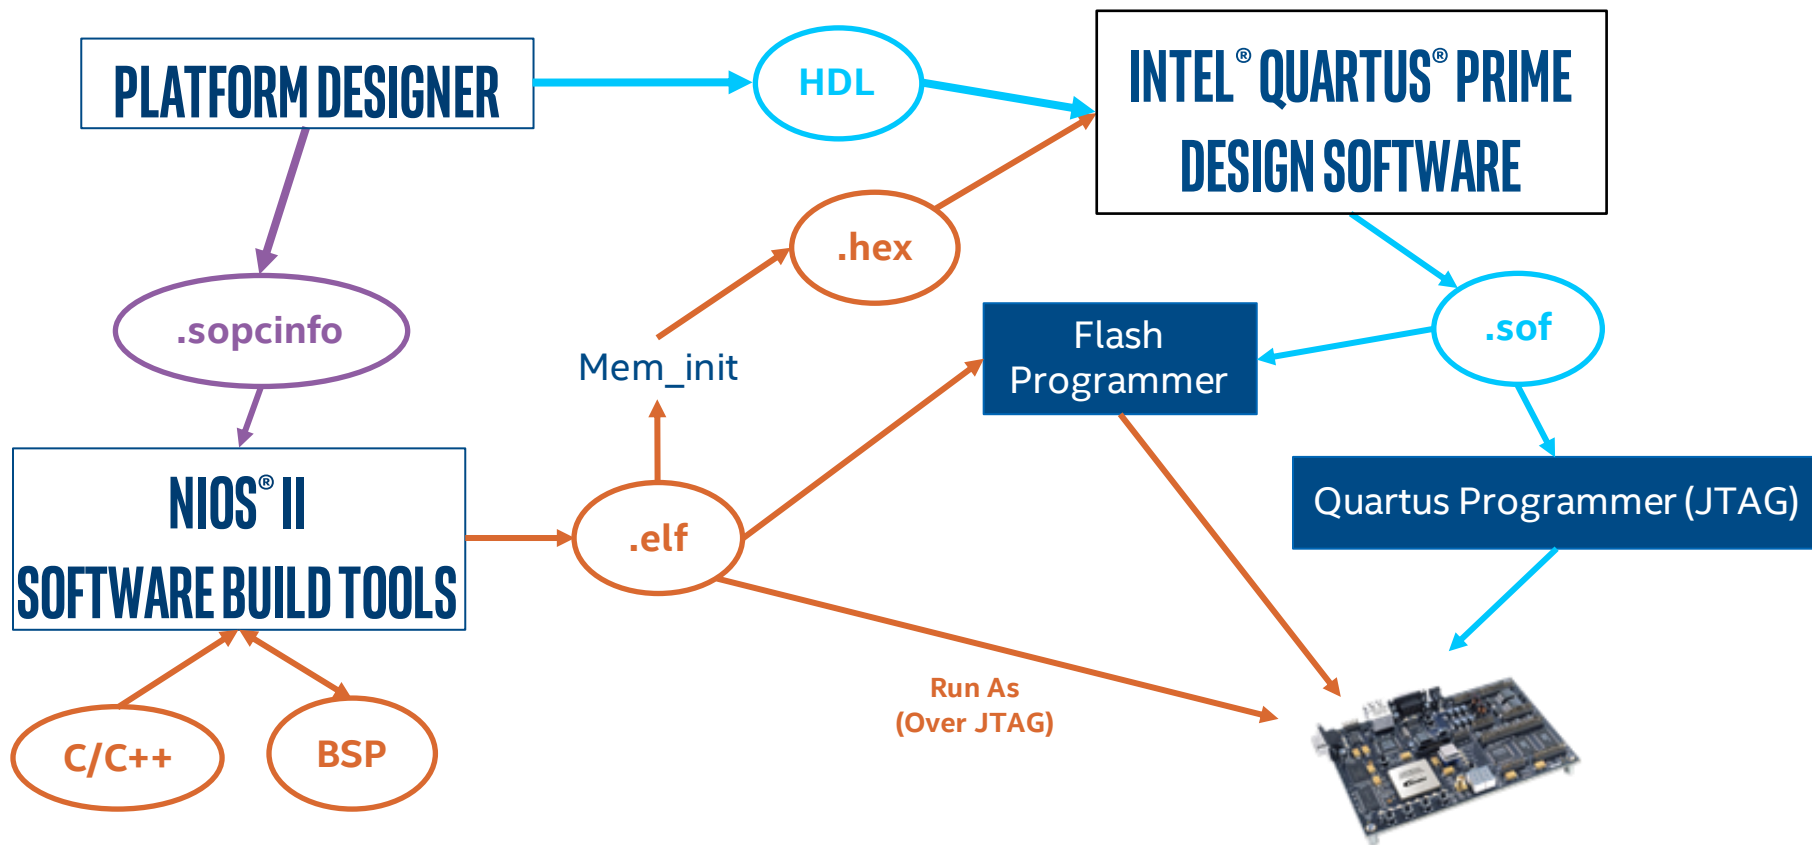 PLATFORM DESIGNER
HDL
INTEL® QUARTUS® PRIME
DESIGN SOFTWARE
.hex
.sopcinfo
Mem_init
Flash
Programmer
.sof
NIOS® II
SOFTWARE BUILD TOOLS
.elf
Quartus Programmer (JTAG)
Run As
(Over JTAG)
C/C++
BSP